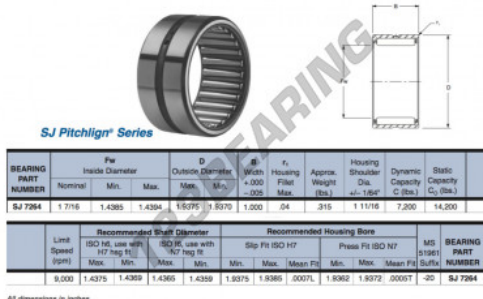 B
r₁
Fw
D
TOPBEARING
SJ Pitchlign® Series
BEARING PART NUMBER Fw Inside Diameter D Outside Diameter B Width +.000 -.005 r₁ Housing Fillet Max. Approx. Weight (lbs.) Housing Shoulder Dia. +/- 1/64" Dynamic Capacity C (lbs.) Static Capacity C₀ (lbs.)
Nominal Min. Max. Max. Min.
SJ 7264 1 7/16 1.4385 1.4394 1.9375 1.9370 1.000 .04 .315 1 11/16 7,200 14,200
Limit Speed (rpm) Recommended Shaft Diameter Recommended Housing Bore MS 51961 Suffix BEARING PART NUMBER
ISO h6, use with H7 hsg fit ISO f6, use with N7 hsg fit Slip Fit ISO H7 Press Fit ISO N7
Max. Min. Max. Min. Min. Max. Mean Fit Min. Max. Mean Fit
9,000 1.4375 1.4369 1.4365 1.4359 1.9375 1.9385 .0007L 1.9362 1.9372 .0005T -20 SJ 7264
All dimensions in inches